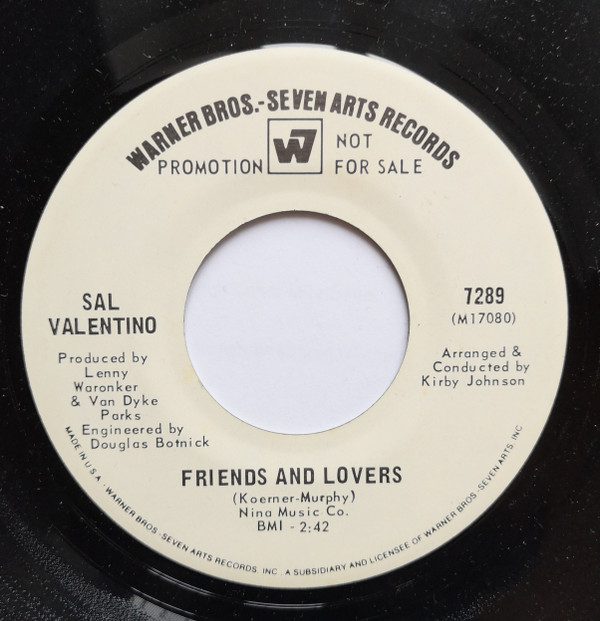 WARNER BROS.-SEVEN ARTS RECORDS
PROMOTION W7 NOT
FOR SALE
SAL
VALENTINO
7289
(M17080)
Produced by
Lenny
Waronker
& Van Dyke
Parks
Engineered by
Douglas Botnick
Arranged &
Conducted by
Kirby Johnson
FRIENDS AND LOVERS
(Koerner-Murphy)
Nina Music Co.
BMI - 2:42
MADE IN U.S.A. · WARNER BROS.-SEVEN ARTS RECORDS, INC., A SUBSIDIARY AND LICENSEE OF WARNER BROS.-SEVEN ARTS, INC.